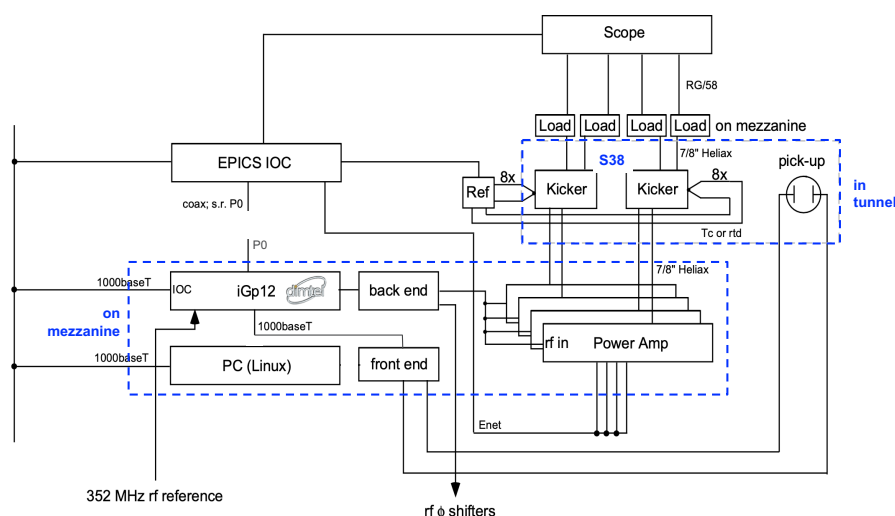 Scope
RG/58
Load
Load
Load
Load
on mezzanine
S38
7/8" Heliax
pick-up
EPICS IOC
8x
8x
Ref
Kicker
Kicker
in
tunnel
coax; s.r. P0
Tc or rtd
P0
7/8" Heliax
1000baseT
IOC
iGp12
dimtel
back end
on
mezzanine
1000baseT
rf in
Power Amp
1000baseT
PC (Linux)
front end
Enet
352 MHz rf reference
rf ϕ shifters